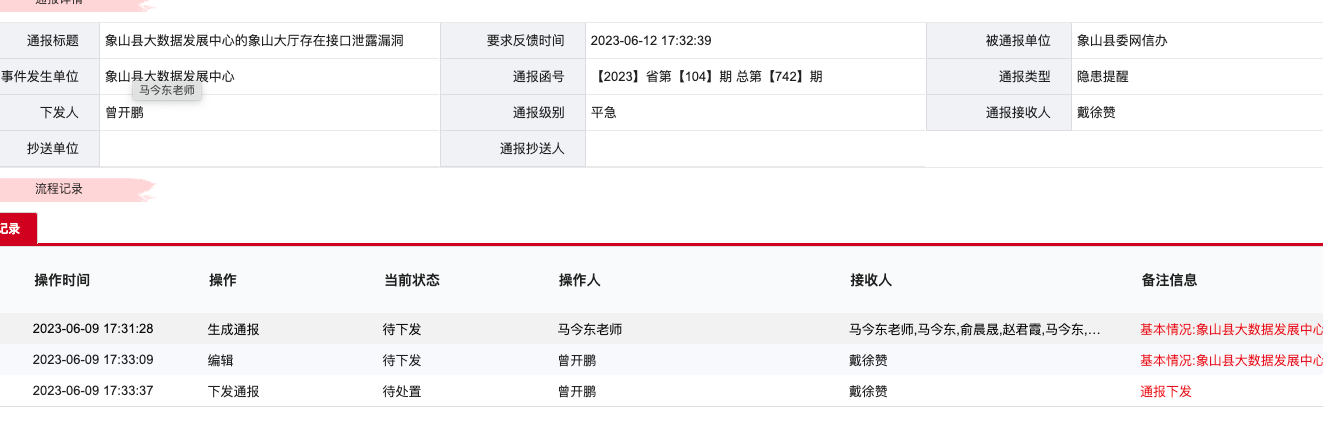 通报详情
通报标题 象山县大数据发展中心的象山大厅存在接口泄露漏洞 要求反馈时间 2023-06-12 17:32:39 被通报单位 象山县委网信办
事件发生单位 象山县大数据发展中心 通报函号 【2023】省第【104】期 总第【742】期 通报类型 隐患提醒
马今东老师
下发人 曾开鹏 通报级别 平急 通报接收人 戴徐赞
抄送单位 通报抄送人
流程记录
记录
操作时间 操作 当前状态 操作人 接收人 备注信息
2023-06-09 17:31:28 生成通报 待下发 马今东老师 马今东老师,马今东,俞晨晟,赵君霞,马今东,... 基本情况:象山县大数据发展中心
2023-06-09 17:33:09 编辑 待下发 曾开鹏 戴徐赞 基本情况:象山县大数据发展中心
2023-06-09 17:33:37 下发通报 待处置 曾开鹏 戴徐赞 通报下发